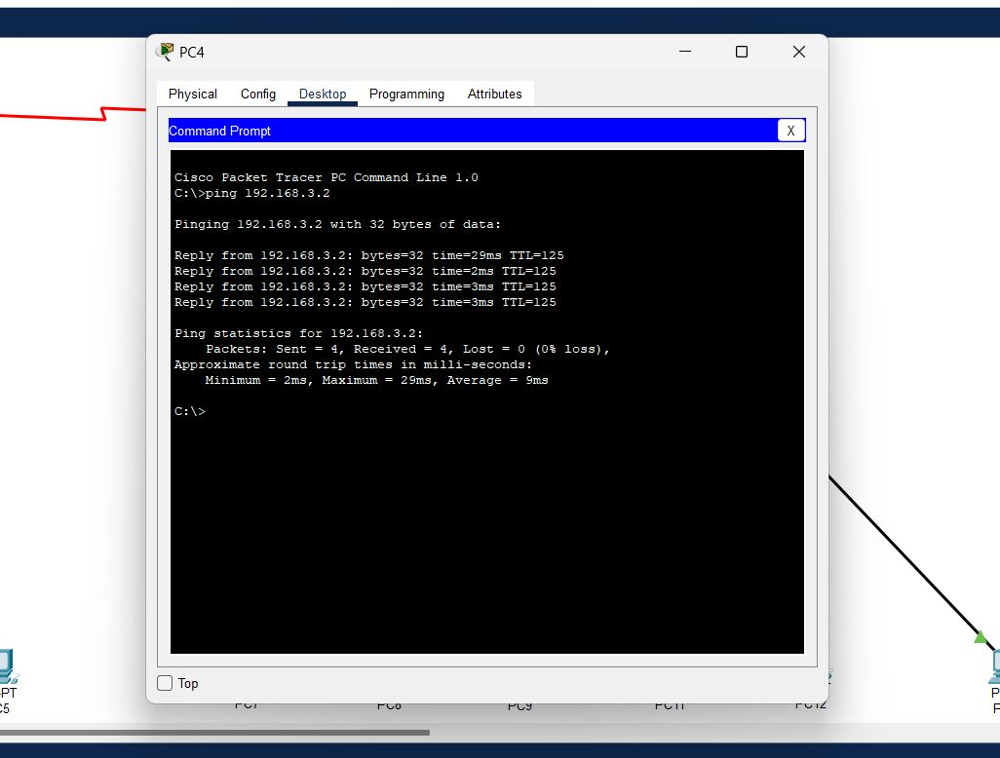 PC4
Physical Config Desktop Programming Attributes
Command Prompt X
Cisco Packet Tracer PC Command Line 1.0
C:\>ping 192.168.3.2
Pinging 192.168.3.2 with 32 bytes of data:
Reply from 192.168.3.2: bytes=32 time=29ms TTL=125
Reply from 192.168.3.2: bytes=32 time=2ms TTL=125
Reply from 192.168.3.2: bytes=32 time=3ms TTL=125
Reply from 192.168.3.2: bytes=32 time=3ms TTL=125
Ping statistics for 192.168.3.2:
Packets: Sent = 4, Received = 4, Lost = 0 (0% loss),
Approximate round trip times in milli-seconds:
Minimum = 2ms, Maximum = 29ms, Average = 9ms
C:\>
Top
-PT
PC7 PC9 PC11 PC12